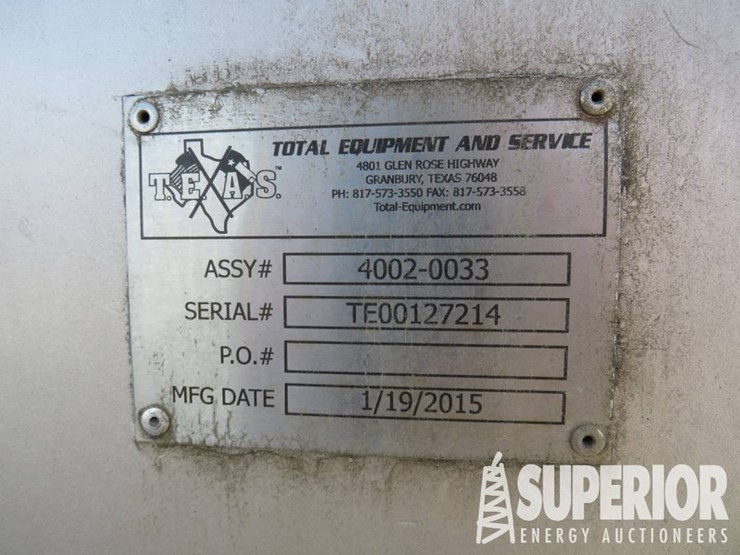 T.E.A.S.™
TOTAL EQUIPMENT AND SERVICE
4801 GLEN ROSE HIGHWAY
GRANBURY, TEXAS 76048
PH: 817-573-3550 FAX: 817-573-3558
Total-Equipment.com
ASSY# 4002-0033
SERIAL# TE00127214
P.O.#
MFG DATE 1/19/2015
SUPERIOR
ENERGY AUCTIONEERS